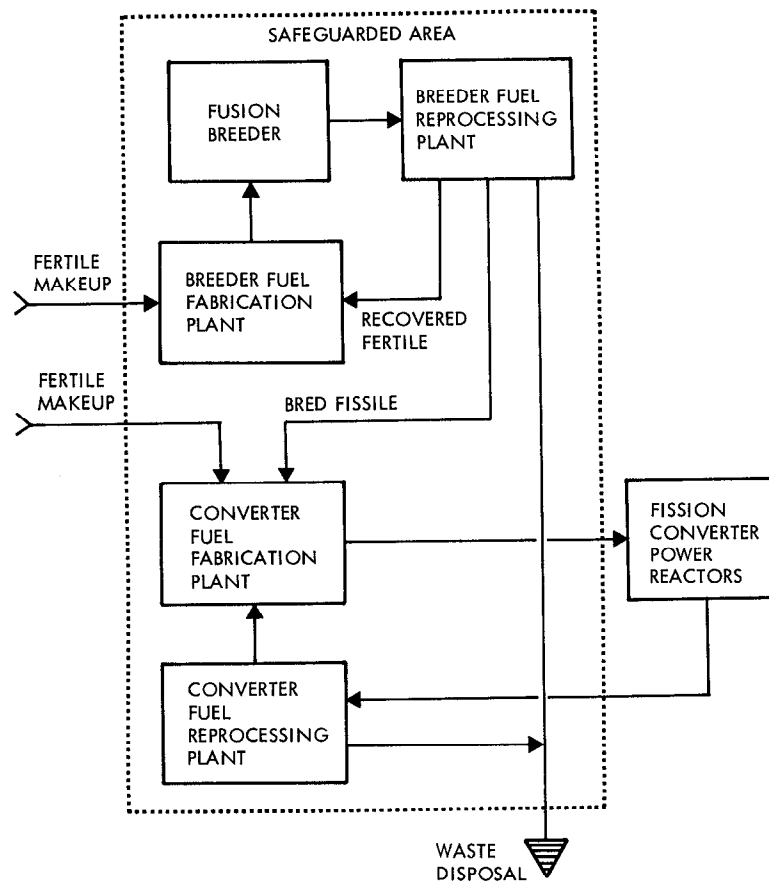 SAFEGUARDED AREA
FUSION
BREEDER
BREEDER FUEL
REPROCESSING
PLANT
FERTILE
MAKEUP
BREEDER FUEL
FABRICATION
PLANT
RECOVERED
FERTILE
FERTILE
MAKEUP
BRED FISSILE
CONVERTER
FUEL
FABRICATION
PLANT
FISSION
CONVERTER
POWER
REACTORS
CONVERTER
FUEL
REPROCESSING
PLANT
WASTE
DISPOSAL